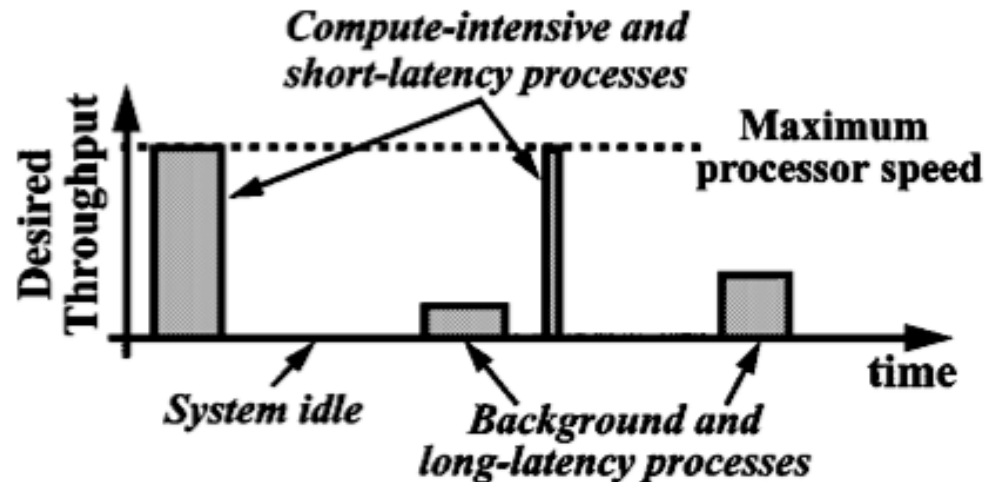 Compute-intensive and
short-latency processes
Maximum
processor speed
Desired
Throughput
time
System idle
Background and
long-latency processes